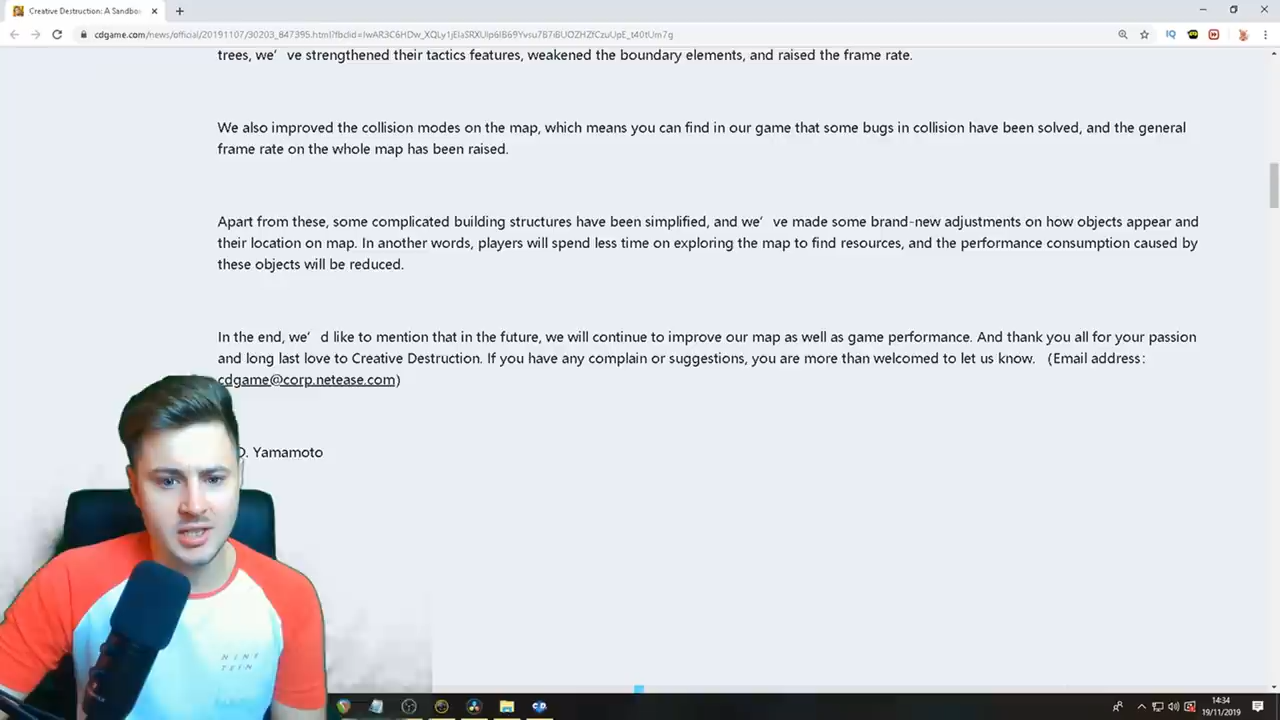 Creative Destruction: A Sandbo
cdgame.com/news/official/20191107/30203_847395.html?fbclid=IwAR3C6HDw_XQLy1jElaSRXUip6lB69Yvsu7B7iBUOZHZfCzuUpE_t40tUm7g
trees, we’ve strengthened their tactics features, weakened the boundary elements, and raised the frame rate.
We also improved the collision modes on the map, which means you can find in our game that some bugs in collision have been solved, and the general
frame rate on the whole map has been raised.
Apart from these, some complicated building structures have been simplified, and we’ve made some brand-new adjustments on how objects appear and
their location on map. In another words, players will spend less time on exploring the map to find resources, and the performance consumption caused by
these objects will be reduced.
In the end, we’d like to mention that in the future, we will continue to improve our map as well as game performance. And thank you all for your passion
and long last love to Creative Destruction. If you have any complain or suggestions, you are more than welcomed to let us know. (Email address:
cdgame@corp.netease.com)
D. Yamamoto
NINE
TEEN
14:34
19/11/2019